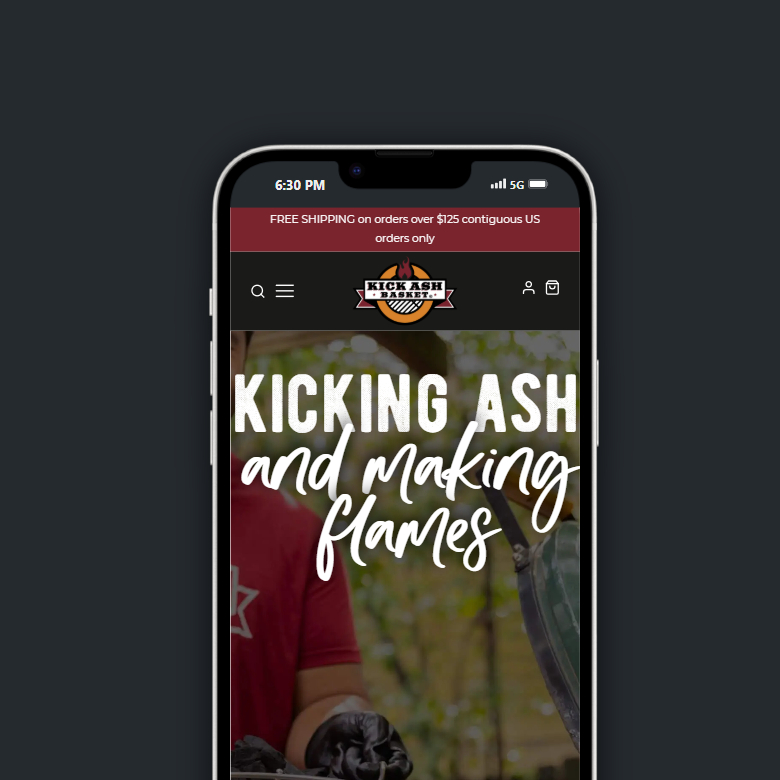 6:30 PM
5G
FREE SHIPPING on orders over $125 contiguous US
orders only
KICK ASH
BASKET
KICKING ASH
and making
flames